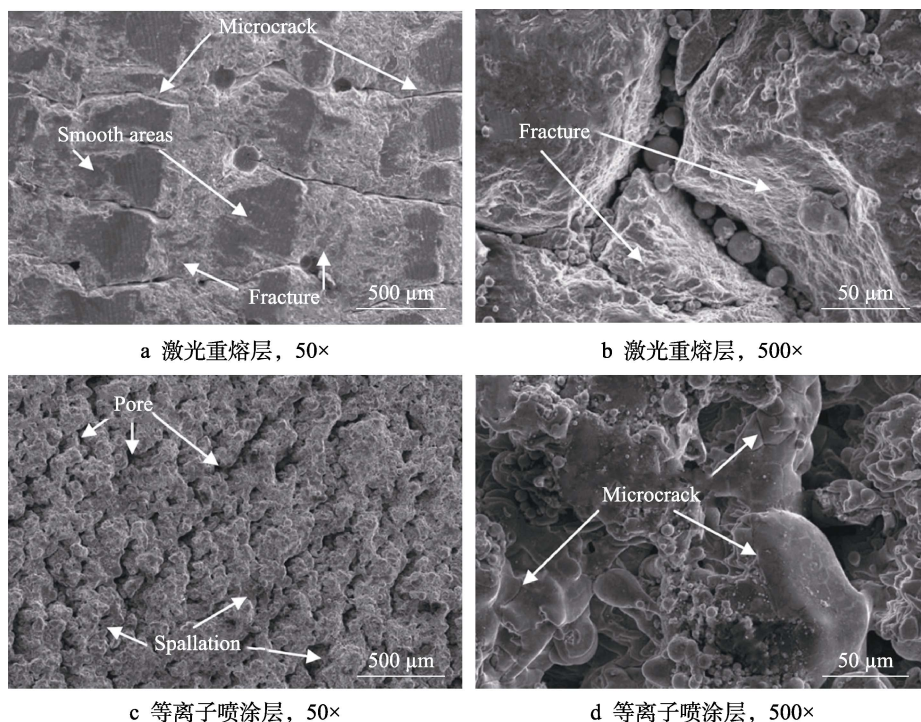 Microcrack
Smooth areas
Fracture
500 μm
Fracture
50 μm
a 激光重熔层，50×
b 激光重熔层，500×
Pore
Spallation
500 μm
Microcrack
50 μm
c 等离子喷涂层，50×
d 等离子喷涂层，500×